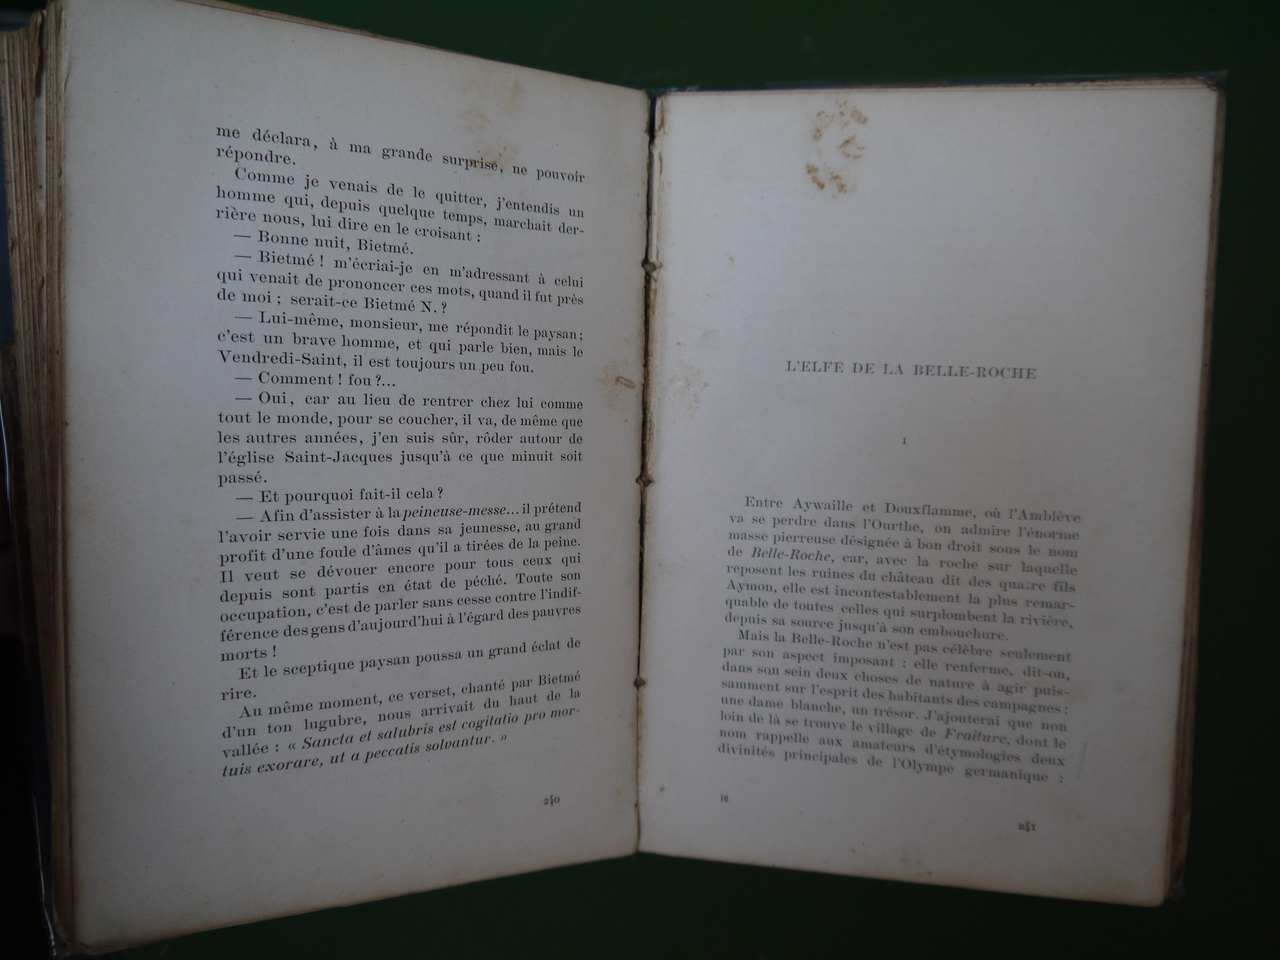 me déclara, à ma grande surprise, ne pouvoir
répondre.
Comme je venais de le quitter, j'entendis un
homme qui, depuis quelque temps, marchait der-
rière nous, lui dire en le croisant :
— Bonne nuit, Bietmé.
— Bietmé ! m'écriai-je en m'adressant à celui
qui venait de prononcer ces mots, quand il fut près
de moi ; serait-ce Bietmé N. ?
— Lui-même, monsieur, me répondit le paysan ;
c'est un brave homme, et qui parle bien, mais le
Vendredi-Saint, il est toujours un peu fou.
— Comment ! fou ?...
— Oui, car au lieu de rentrer chez lui comme
tout le monde, pour se coucher, il va, de même que
les autres années, j'en suis sûr, rôder autour de
l'église Saint-Jacques jusqu'à ce que minuit soit
passé.
— Et pourquoi fait-il cela ?
— Afin d'assister à la peineuse-messe... il prétend
l'avoir servie une fois dans sa jeunesse, au grand
profit d'une foule d'âmes qu'il a tirées de la peine.
Il veut se dévouer encore pour tous ceux qui
depuis sont partis en état de péché. Toute son
occupation, c'est de parler sans cesse contre l'indif-
férence des gens d'aujourd'hui à l'égard des pauvres
morts !
Et le sceptique paysan poussa un grand éclat de
rire.
Au même moment, ce verset, chanté par Bietmé
d'un ton lugubre, nous arrivait du haut de la
vallée : « Sancta et salubris est cogitatio pro mor-
tuis exorare, ut a peccatis solvantur. »
240
L'ELFE DE LA BELLE-ROCHE
I
Entre Aywaille et Douxflamme, où l'Amblève
va se perdre dans l'Ourthe, on admire l'énorme
masse pierreuse désignée à bon droit sous le nom
de Belle-Roche, car, avec la roche sur laquelle
reposent les ruines du château dit des quatre fils
Aymon, elle est incontestablement la plus remar-
quable de toutes celles qui surplombent la rivière,
depuis sa source jusqu'à son embouchure.
Mais la Belle-Roche n'est pas célèbre seulement
par son aspect imposant : elle renferme, dit-on,
dans son sein deux choses de nature à agir puis-
samment sur l'esprit des habitants des campagnes :
une dame blanche, un trésor. J'ajouterai que non
loin de là se trouve le village de Fraiture, dont le
nom rappelle aux amateurs d'étymologies deux
divinités principales de l'Olympe germanique :
16
241